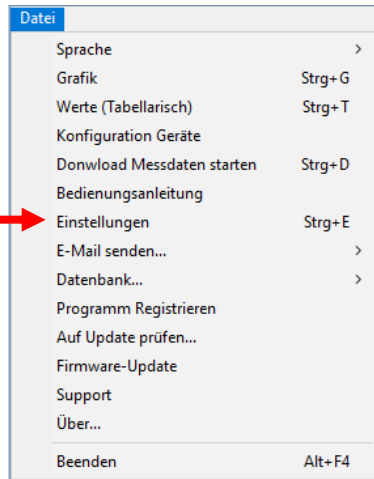 Datei
Sprache >
Grafik Strg+G
Werte (Tabellarisch) Strg+T
Konfiguration Geräte
Donwload Messdaten starten Strg+D
Bedienungsanleitung
Einstellungen Strg+E
E-Mail senden... >
Datenbank... >
Programm Registrieren
Auf Update prüfen...
Firmware-Update
Support
Über...
Beenden Alt+F4